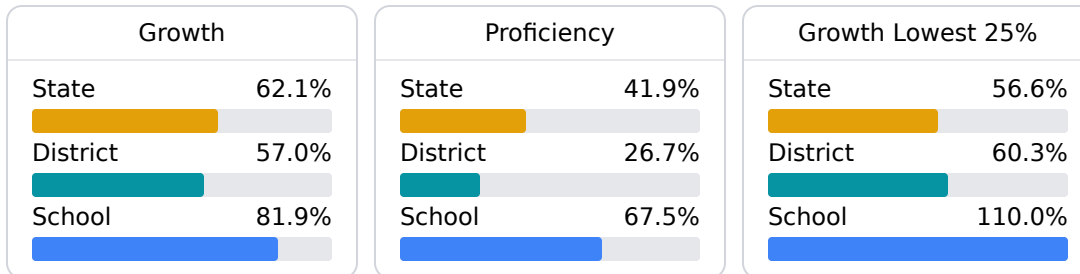 Growth
State 62.1%
District 57.0%
School 81.9%
Proficiency
State 41.9%
District 26.7%
School 67.5%
Growth Lowest 25%
State 56.6%
District 60.3%
School 110.0%